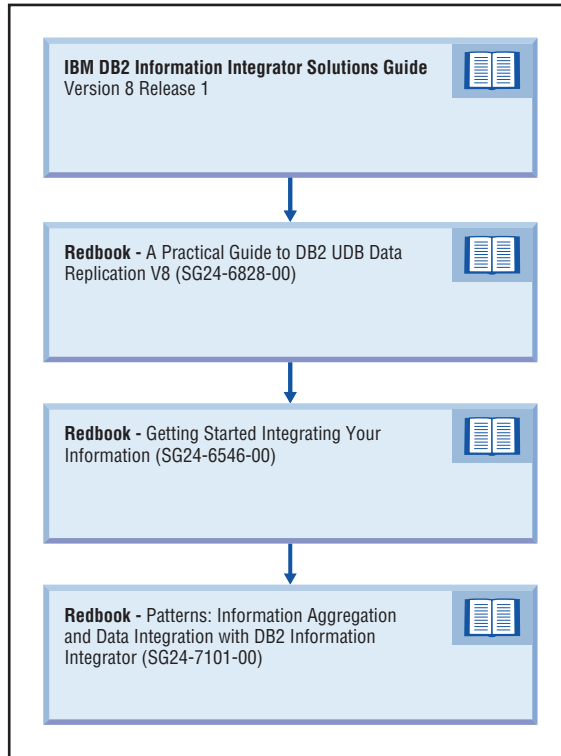 IBM DB2 Information Integrator Solutions Guide
Version 8 Release 1
Redbook - A Practical Guide to DB2 UDB Data
Replication V8 (SG24-6828-00)
Redbook - Getting Started Integrating Your
Information (SG24-6546-00)
Redbook - Patterns: Information Aggregation
and Data Integration with DB2 Information
Integrator (SG24-7101-00)